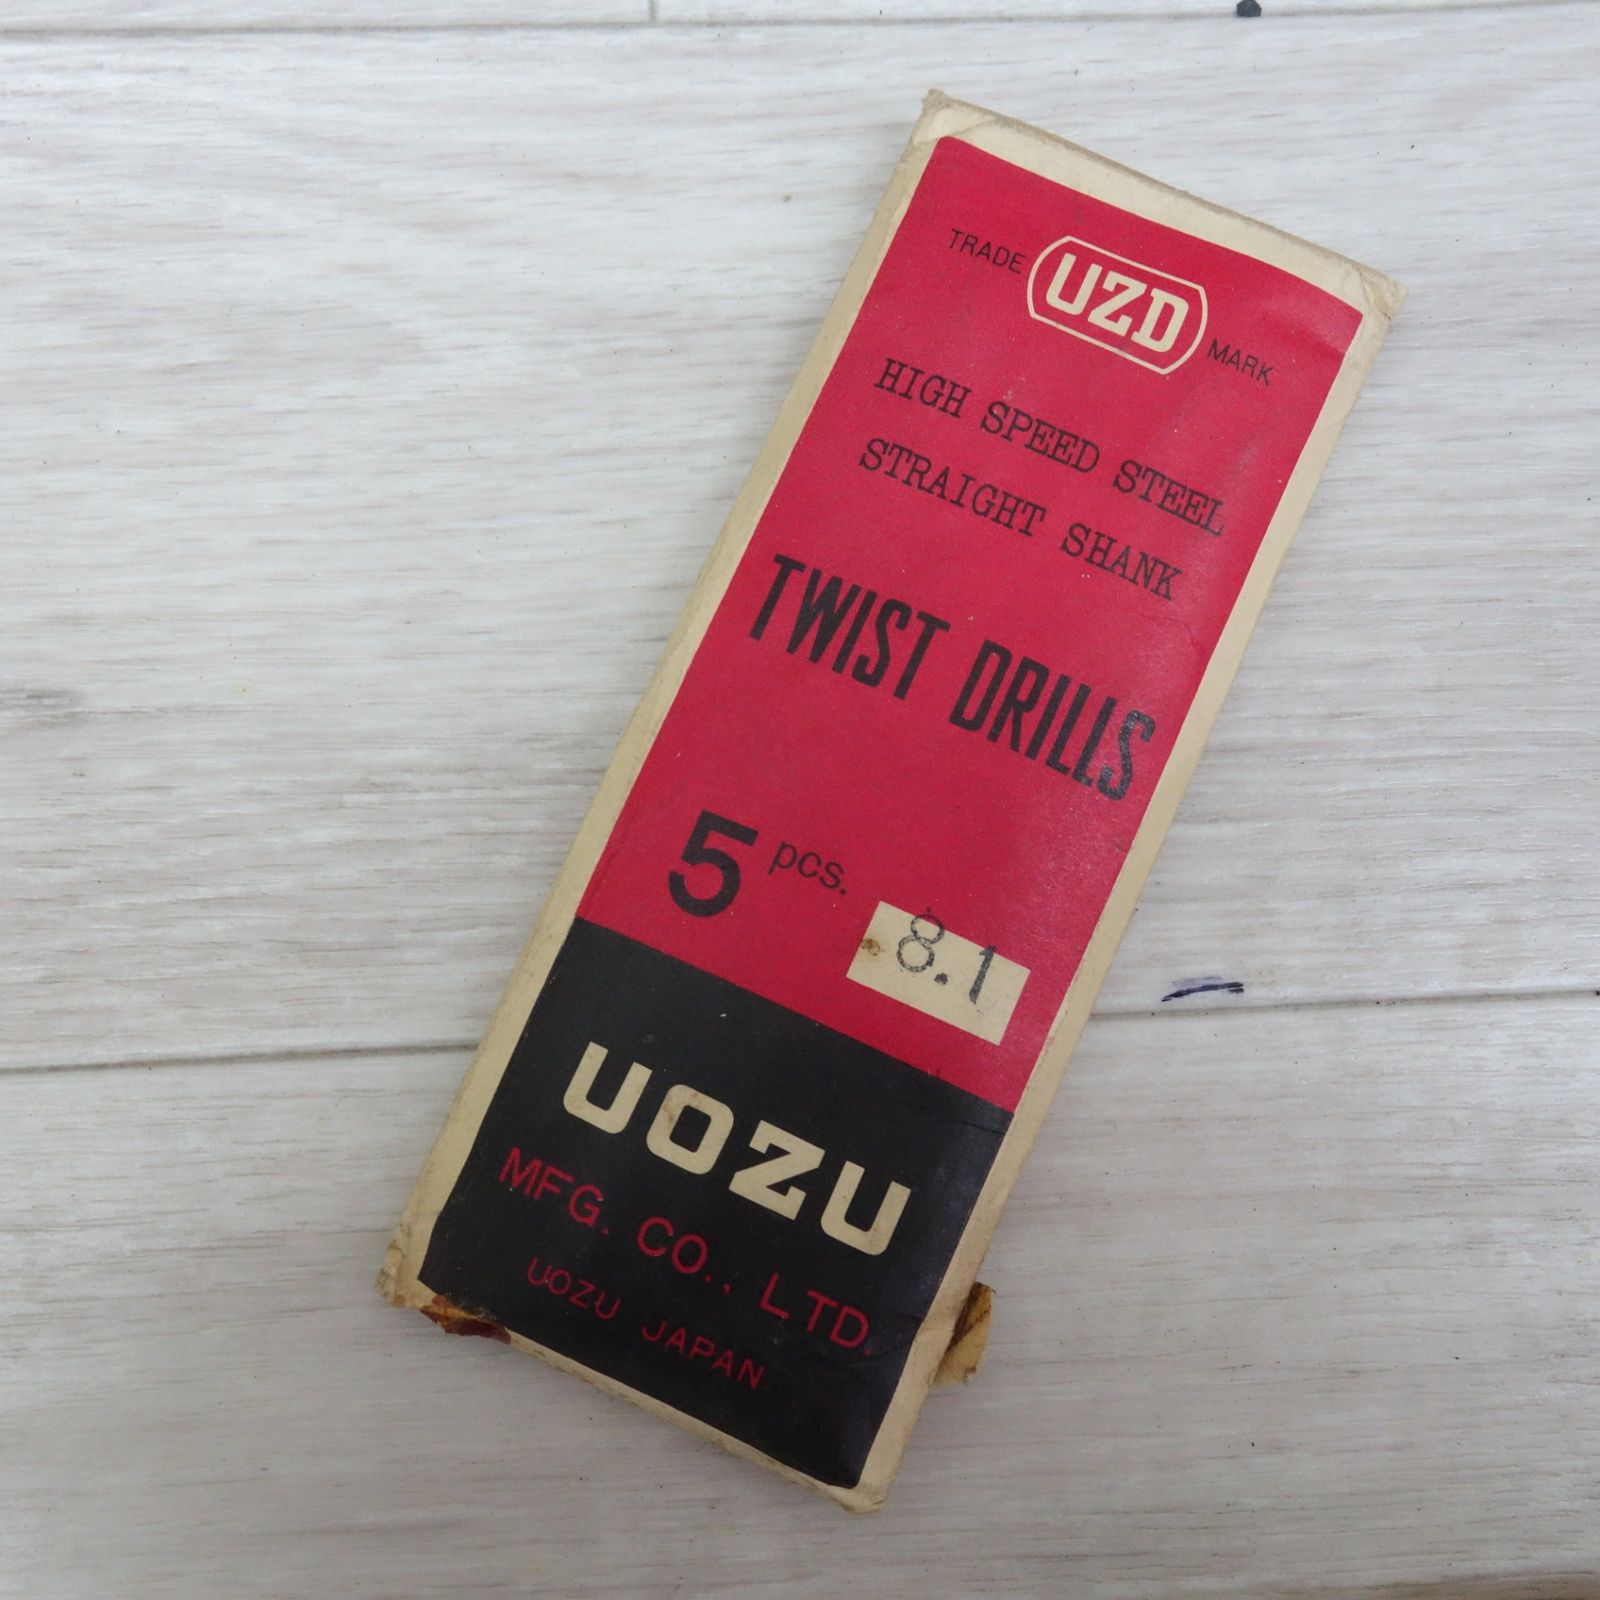 TRADE UZD MARK
HIGH SPEED STEEL
STRAIGHT SHANK
TWIST DRILLS
5 pcs. 8.1
UOZU
MFG. CO., LTD.
UOZU JAPAN